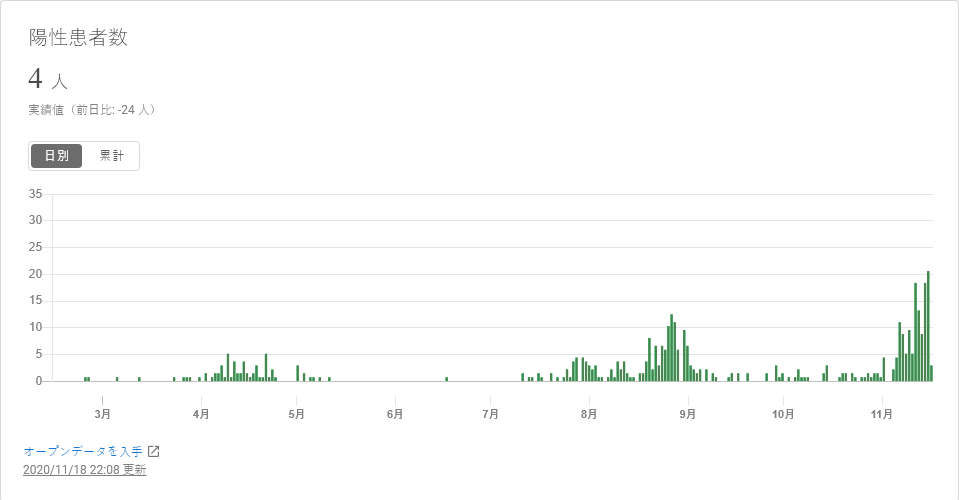 陽性患者数
4 人
実績値（前日比: -24 人）
日別 累計
35
30
25
20
15
10
5
0
3月 4月 5月 6月 7月 8月 9月 10月 11月
オープンデータを入手
2020/11/18 22:08 更新